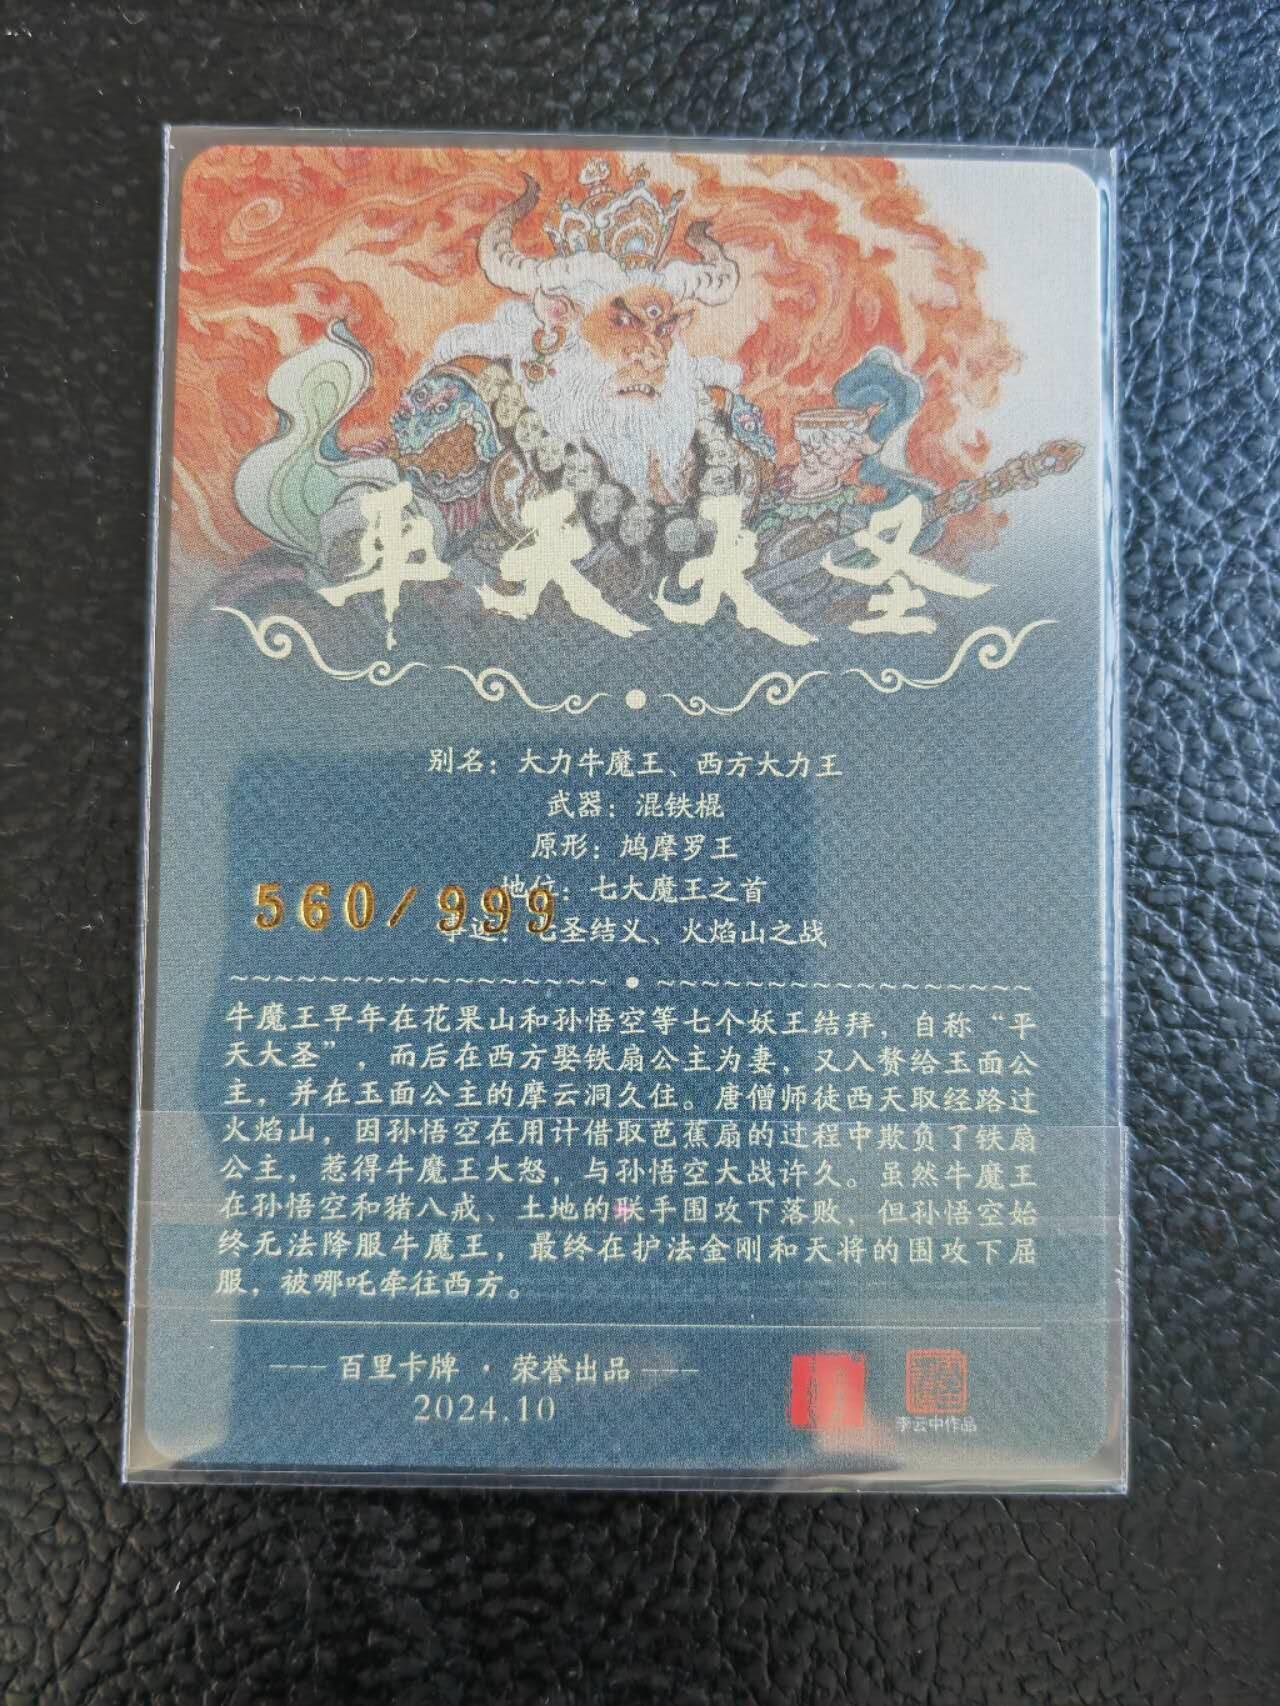 平天大圣
别名：大力牛魔王、西方大力王
武器：混铁棍
原形：鸠摩罗王
地位：七大魔王之首
560/999
事迹：七圣结义、火焰山之战
牛魔王早年在花果山和孙悟空等七个妖王结拜，自称“平
天大圣”，而后在西方娶铁扇公主为妻，又入赘给玉面公
主，并在玉面公主的摩云洞久住。唐僧师徒西天取经路过
火焰山，因孙悟空在用计借取芭蕉扇的过程中欺负了铁扇
公主，惹得牛魔王大怒，与孙悟空大战许久。虽然牛魔王
在孙悟空和猪八戒、土地的联手围攻下落败，但孙悟空始
终无法降服牛魔王，最终在护法金刚和天将的围攻下屈
服，被哪吒牵往西方。
--- 百里卡牌 · 荣誉出品 ---
2024.10
李云中作品